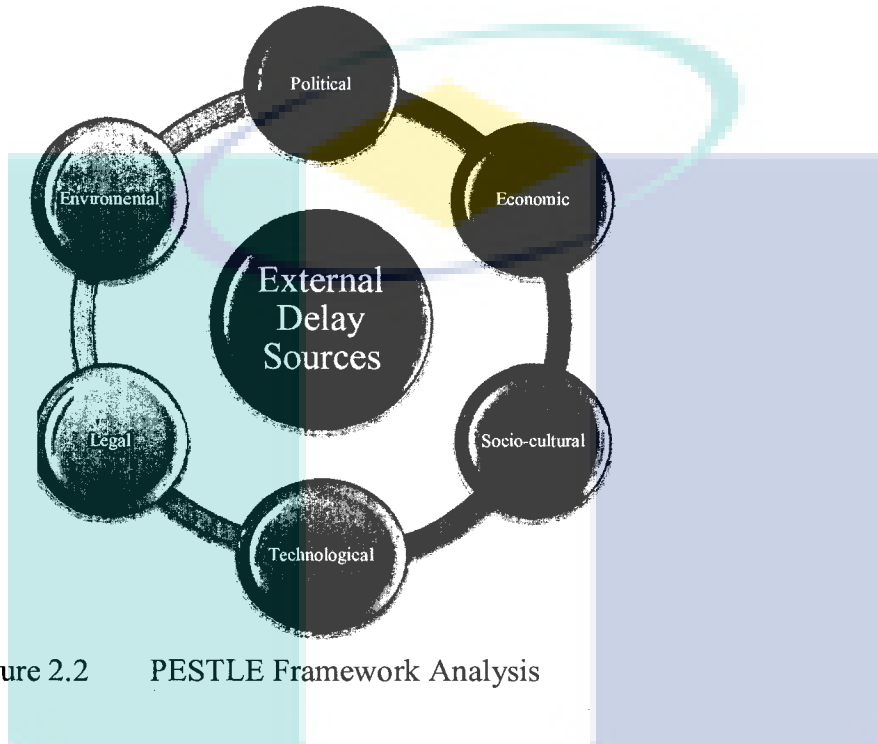 Political
Enviromental
Economic
External
Delay
Sources
Legal
Socio-cultural
Technological
ure 2.2 PESTLE Framework Analysis